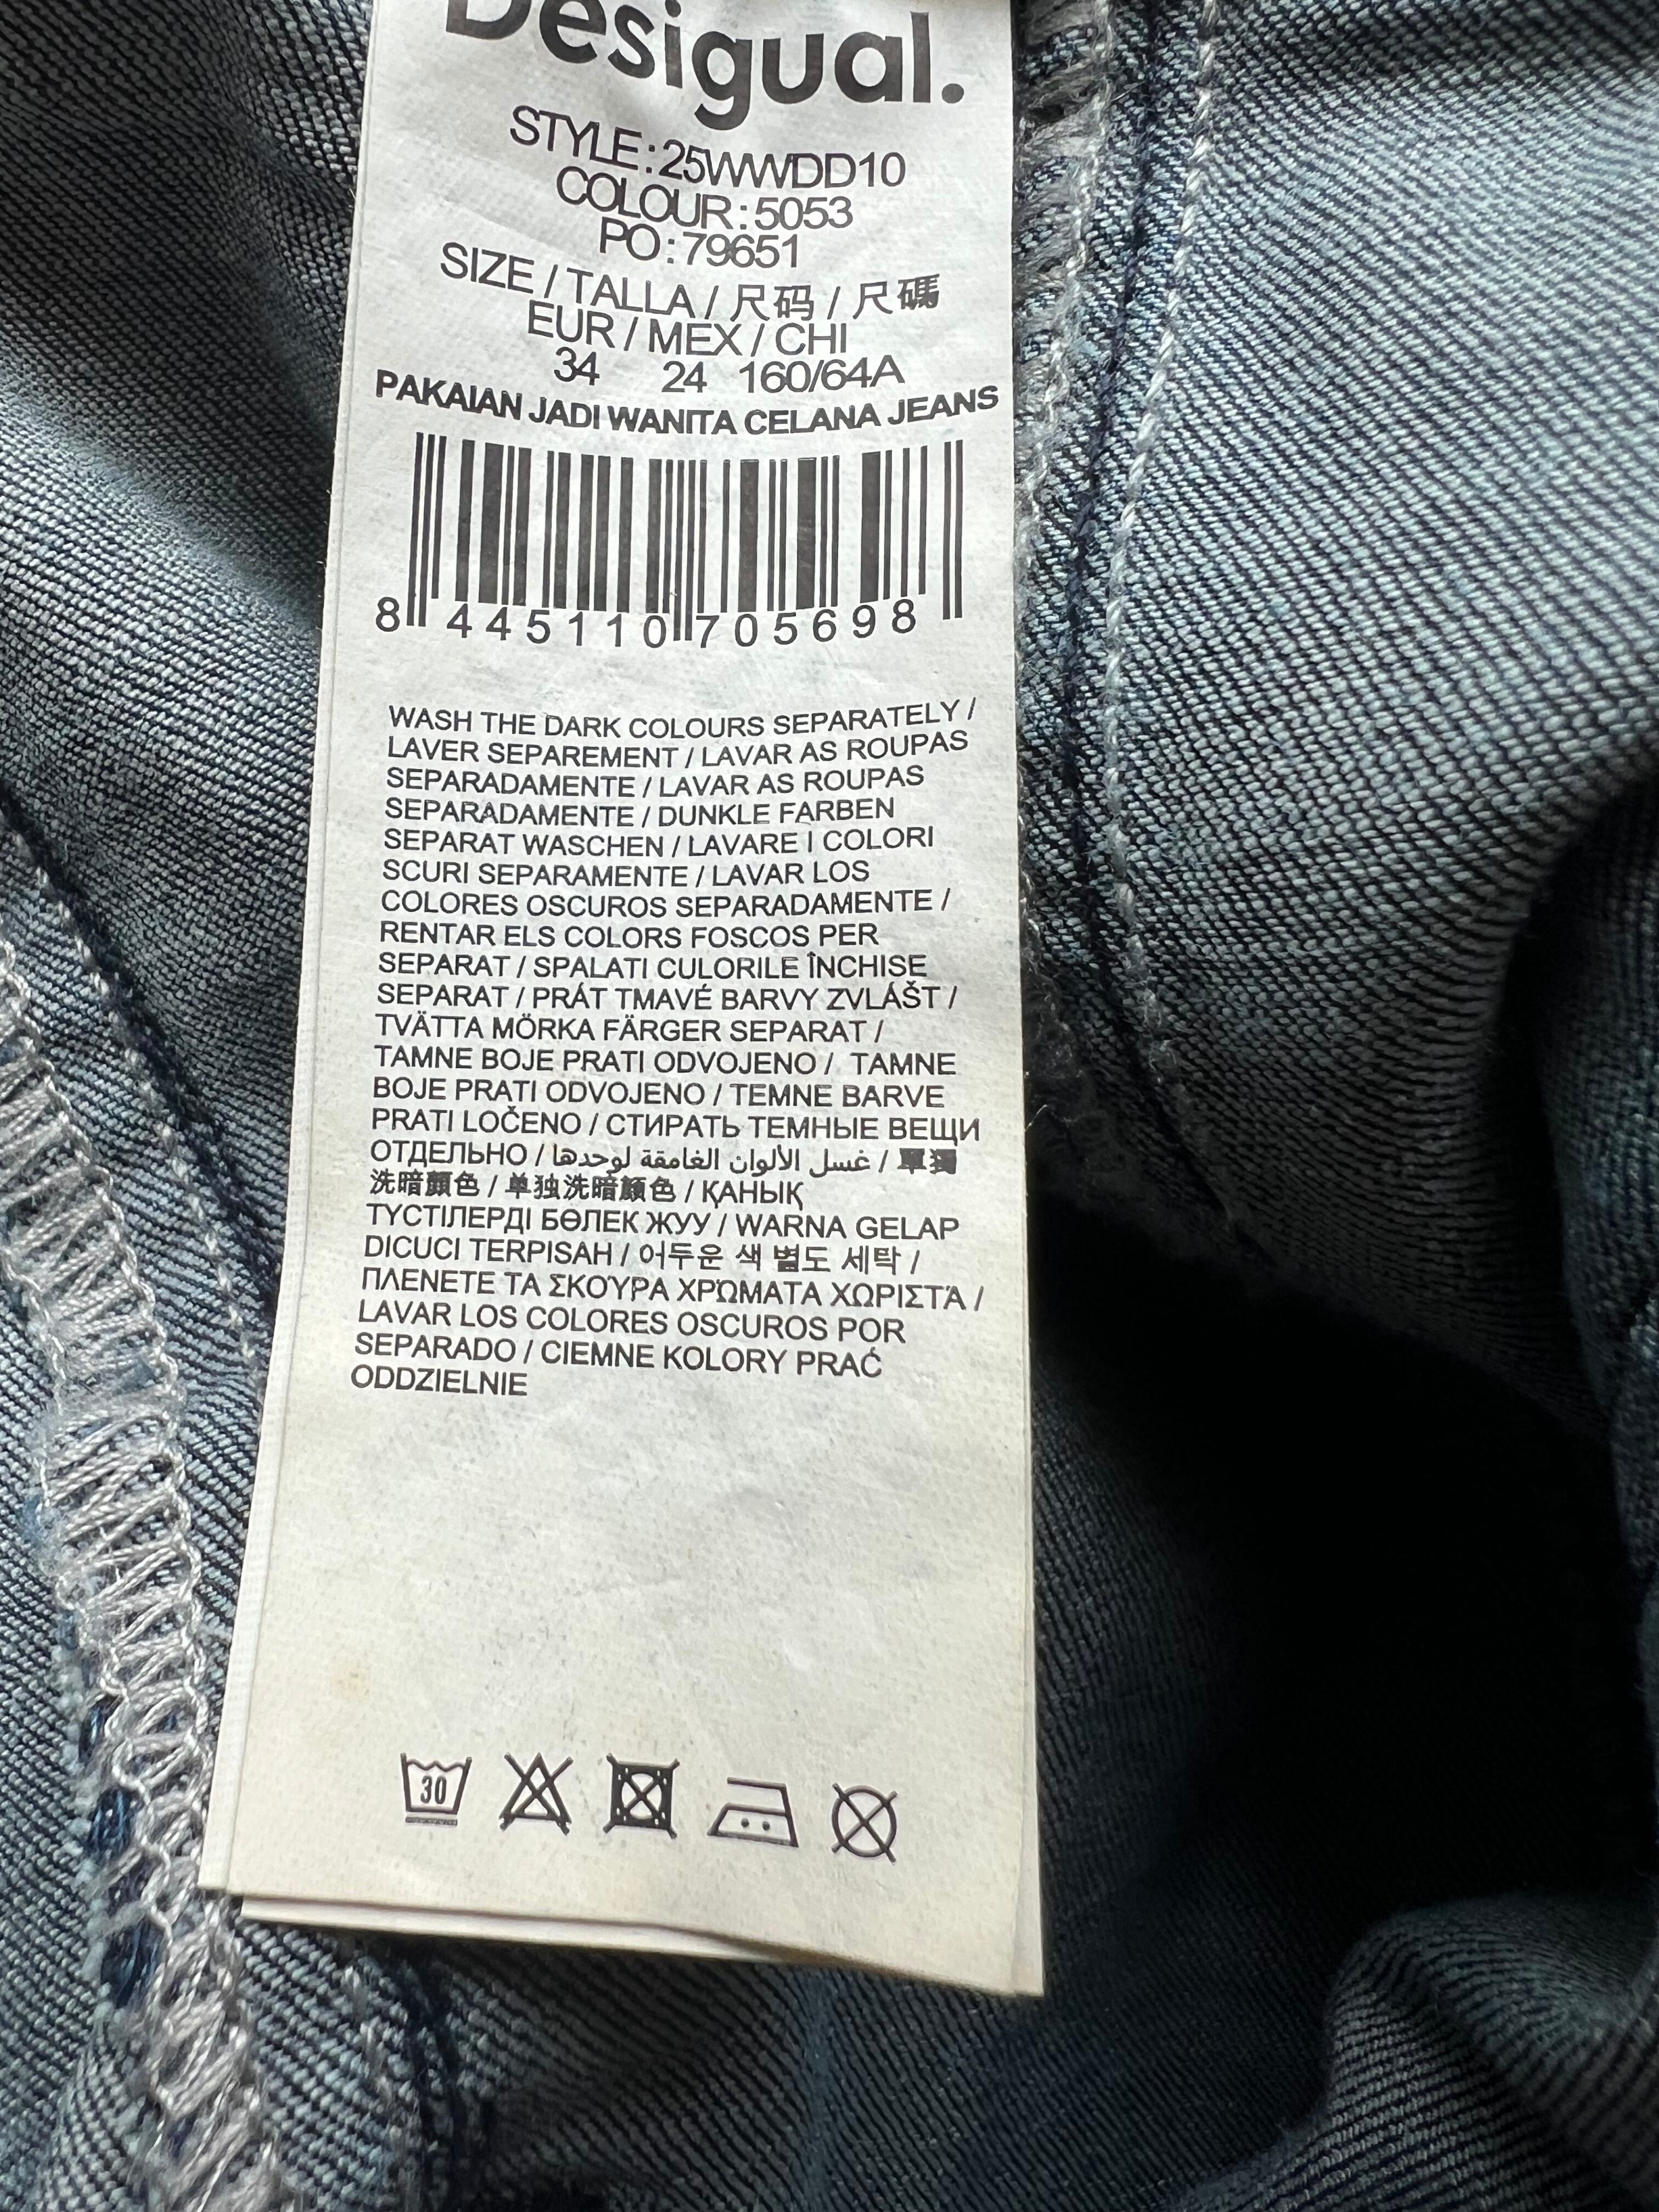 Desigual.
STYLE:25WWDD10
COLOUR:5053
PO:79651
SIZE / TALLA / 尺码 / 尺碼
EUR / MEX / CHI
34 24 160/64A
PAKAIAN JADI WANITA CELANA JEANS
8 445110 705698
WASH THE DARK COLOURS SEPARATELY /
LAVER SEPAREMENT / LAVAR AS ROUPAS
SEPARADAMENTE / LAVAR AS ROUPAS
SEPARADAMENTE / DUNKLE FARBEN
SEPARAT WASCHEN / LAVARE I COLORI
SCURI SEPARAMENTE / LAVAR LOS
COLORES OSCUROS SEPARADAMENTE /
RENTAR ELS COLORS FOSCOS PER
SEPARAT / SPALATI CULORILE ÎNCHISE
SEPARAT / PRÁT TMAVÉ BARVY ZVLÁŠT /
TVÄTTA MÖRKA FÄRGER SEPARAT /
TAMNE BOJE PRATI ODVOJENO / TAMNE
BOJE PRATI ODVOJENO / TEMNE BARVE
PRATI LOČENO / СТИРАТЬ ТЕМНЫЕ ВЕЩИ
ОТДЕЛЬНО / غسل الألوان الغامقة لوحدها / 單獨
洗暗顏色 / 单独洗暗颜色 / ҚАНЫҚ
ТҮСТІЛЕРДІ БӨЛЕК ЖУУ / WARNA GELAP
DICUCI TERPISAH / 어두운 색 별도 세탁 /
ΠΛΕΝΕΤΕ ΤΑ ΣΚΟΎΡΑ ΧΡΏΜΑΤΑ ΧΩΡΙΣΤΆ /
LAVAR LOS COLORES OSCUROS POR
SEPARADO / CIEMNE KOLORY PRAĆ
ODDZIELNIE
30